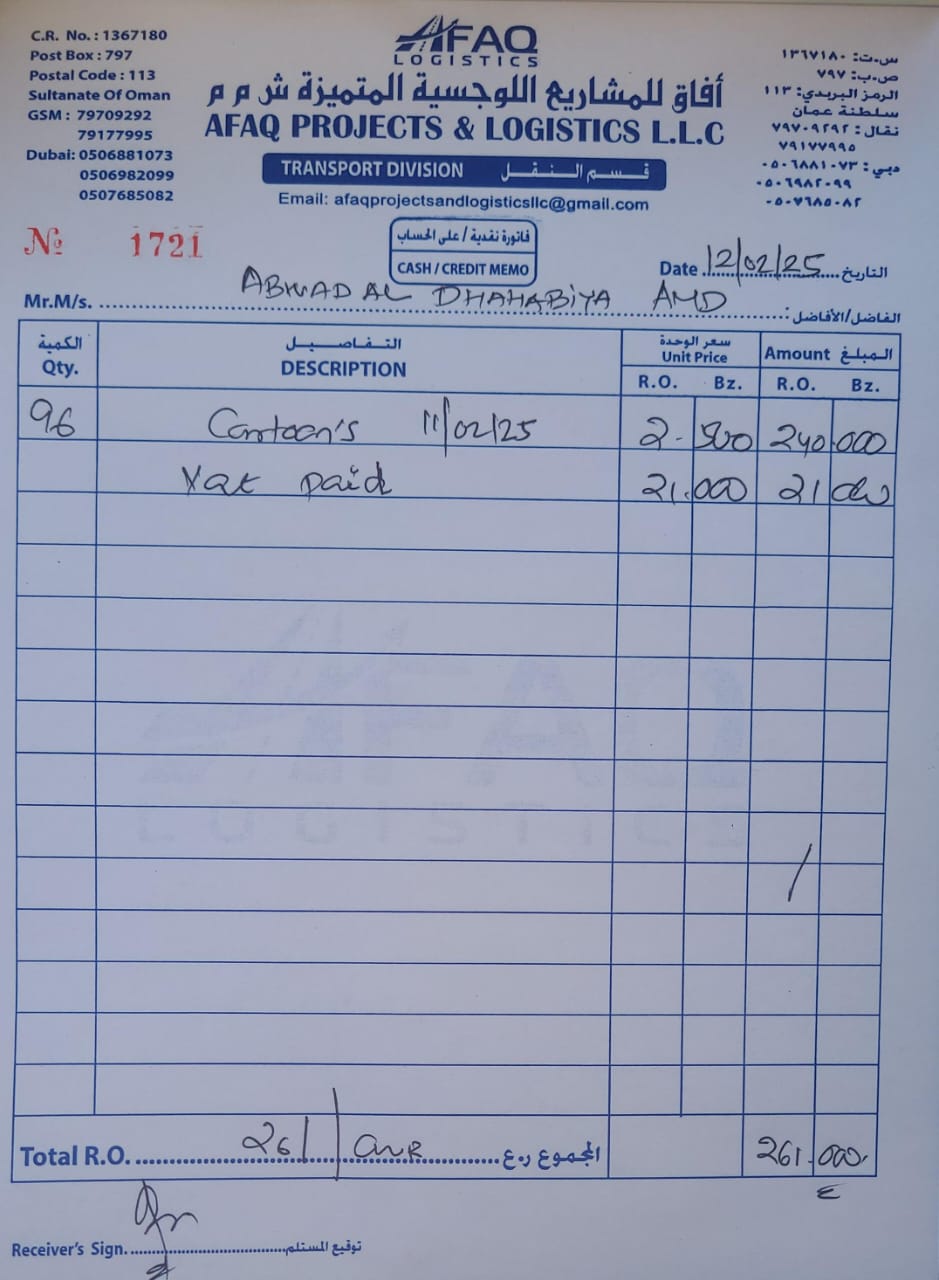 C.R. No. : 1367180
Post Box : 797
Postal Code : 113
Sultanate Of Oman
GSM : 79709292
79177995
Dubai: 0506881073
0506982099
0507685082
AFAQ
LOGISTICS
أفاق للمشاريع اللوجسية المتميزة ش م م
AFAQ PROJECTS & LOGISTICS L.L.C
TRANSPORT DIVISION قسم النقل
Email: afaqprojectsandlogisticsllc@gmail.com
س.ت: ١٣٦٧١٨٠
ص.ب: ٧٩٧
الرمز البريدي: ١١٣
سلطنة عمان
نقال: ٧٩٧٠٩٢٩٢
٧٩١٧٧٩٩٥
دبي: ٠٥٠٦٨٨١٠٧٣
٠٥٠٦٩٨٢٠٩٩
٠٥٠٧٦٨٥٠٨٢
№ 1721
فاتورة نقدية / على الحساب
CASH / CREDIT MEMO
Date 12/02/25 التاريخ
Mr.M/s. ABWAD AL DHAHABIYA AMD الفاضل/الأفاضل:
الكمية التفاصيل سعر الوحدة المبلغ
Qty. DESCRIPTION Unit Price Amount
R.O. Bz. R.O. Bz.
96 Cartoon's 11/02/25 2.500 240.000
Vat paid 21.000 21 000
AFAQ
LOGISTICS
Total R.O. 261 OMR المجموع ر.ع 261.000
Receiver's Sign. توقيع المستلم